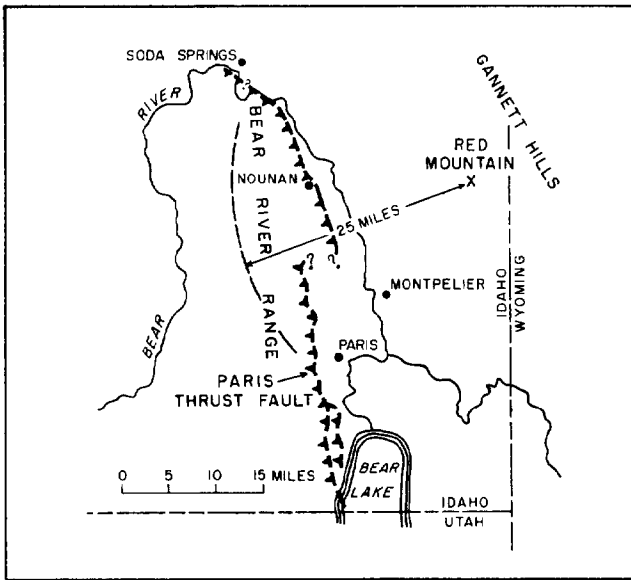 SODA SPRINGS
RIVER
BEAR
GANNETT HILLS
RED
MOUNTAIN
X
?
BEAR
NOUNAN
RIVER
25 MILES
? ?
RANGE
MONTPELIER
IDAHO
WYOMING
PARIS
PARIS
THRUST FAULT
0 5 10 15 MILES
BEAR
LAKE
IDAHO
UTAH